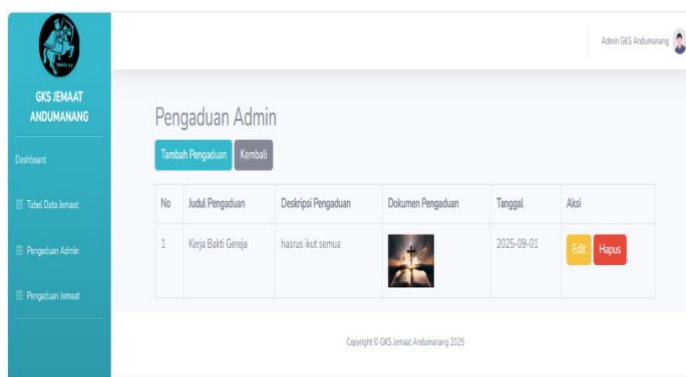 Admin GKS Andumanang
GKS JEMAAT
ANDUMANANG
Dashboard
Tabel Data Jemaat
Pengaduan Admin
Pengaduan Jemaat
Pengaduan Admin
Tambah Pengaduan Kembali
No Judul Pengaduan Deskripsi Pengaduan Dokumen Pengaduan Tanggal Aksi
1 Kerja Bakti Gereja hasrus ikut semua 2025-09-01 Edit Hapus
Copyright © GKS Jemaat Andumanang 2025